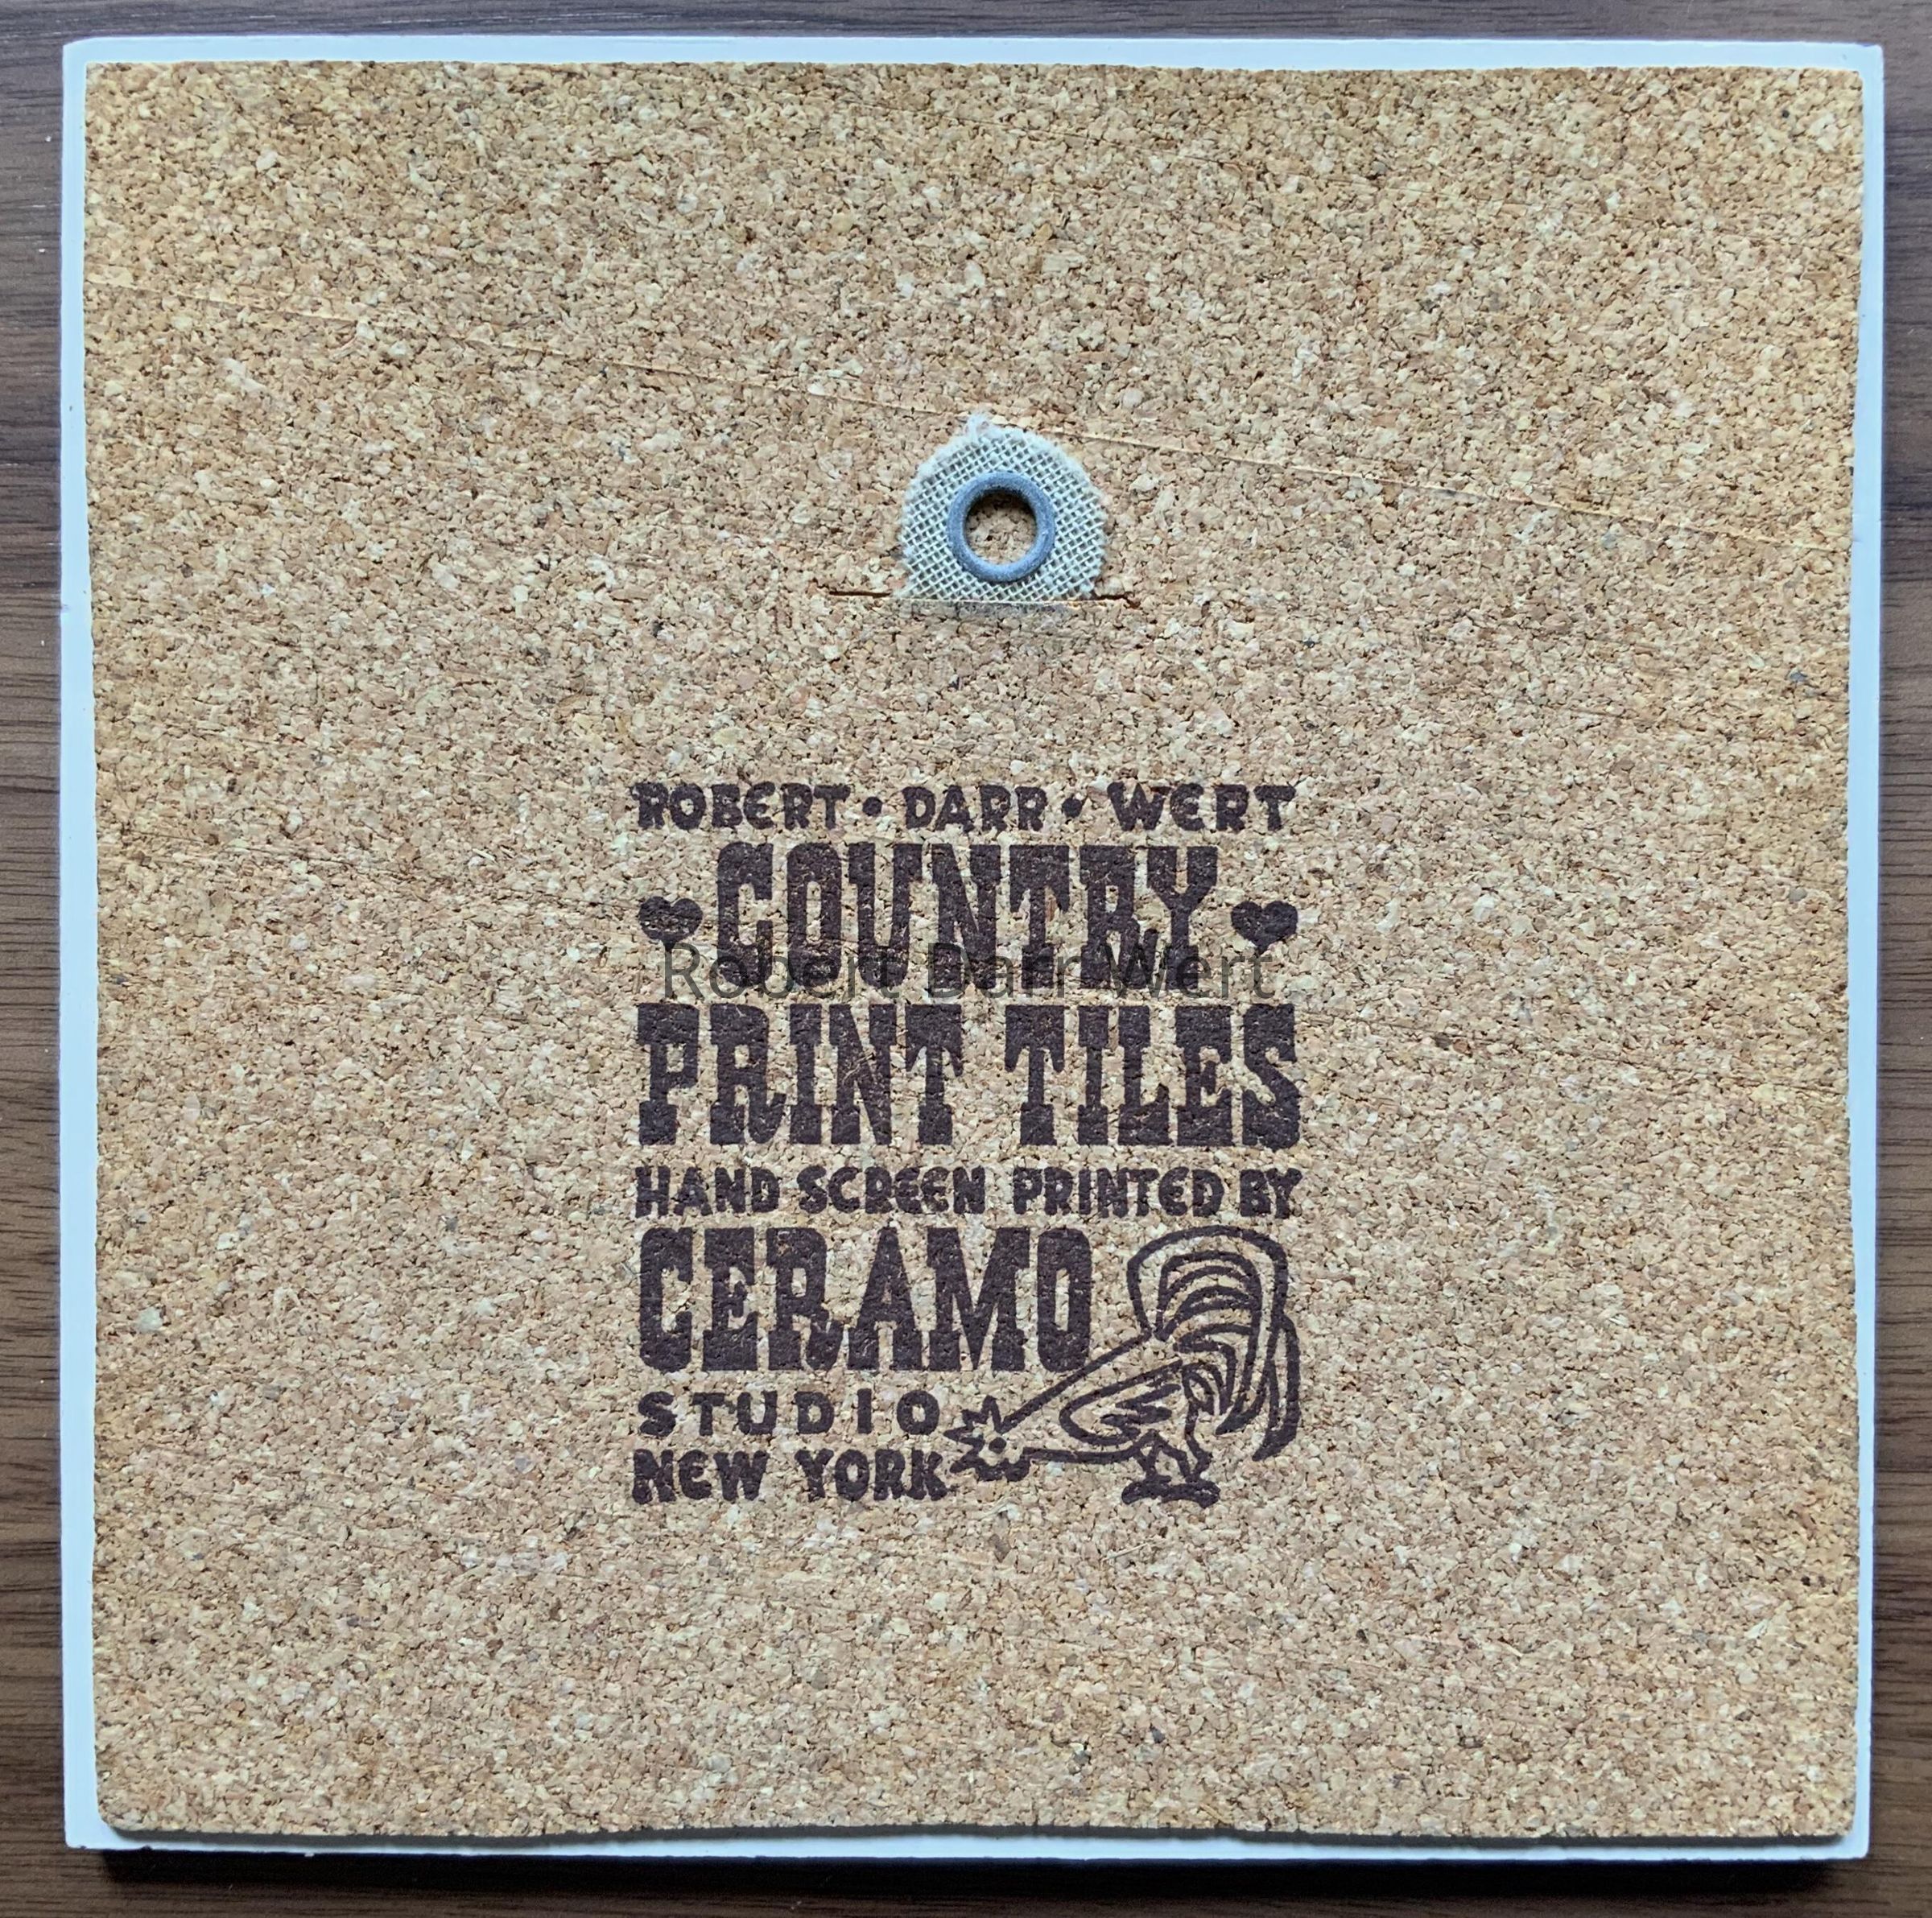 ROBERT • DARR • WERT
COUNTRY
Robert Darr Wert
PRINT TILES
HAND SCREEN PRINTED BY
CERAMO
STUDIO
NEW YORK